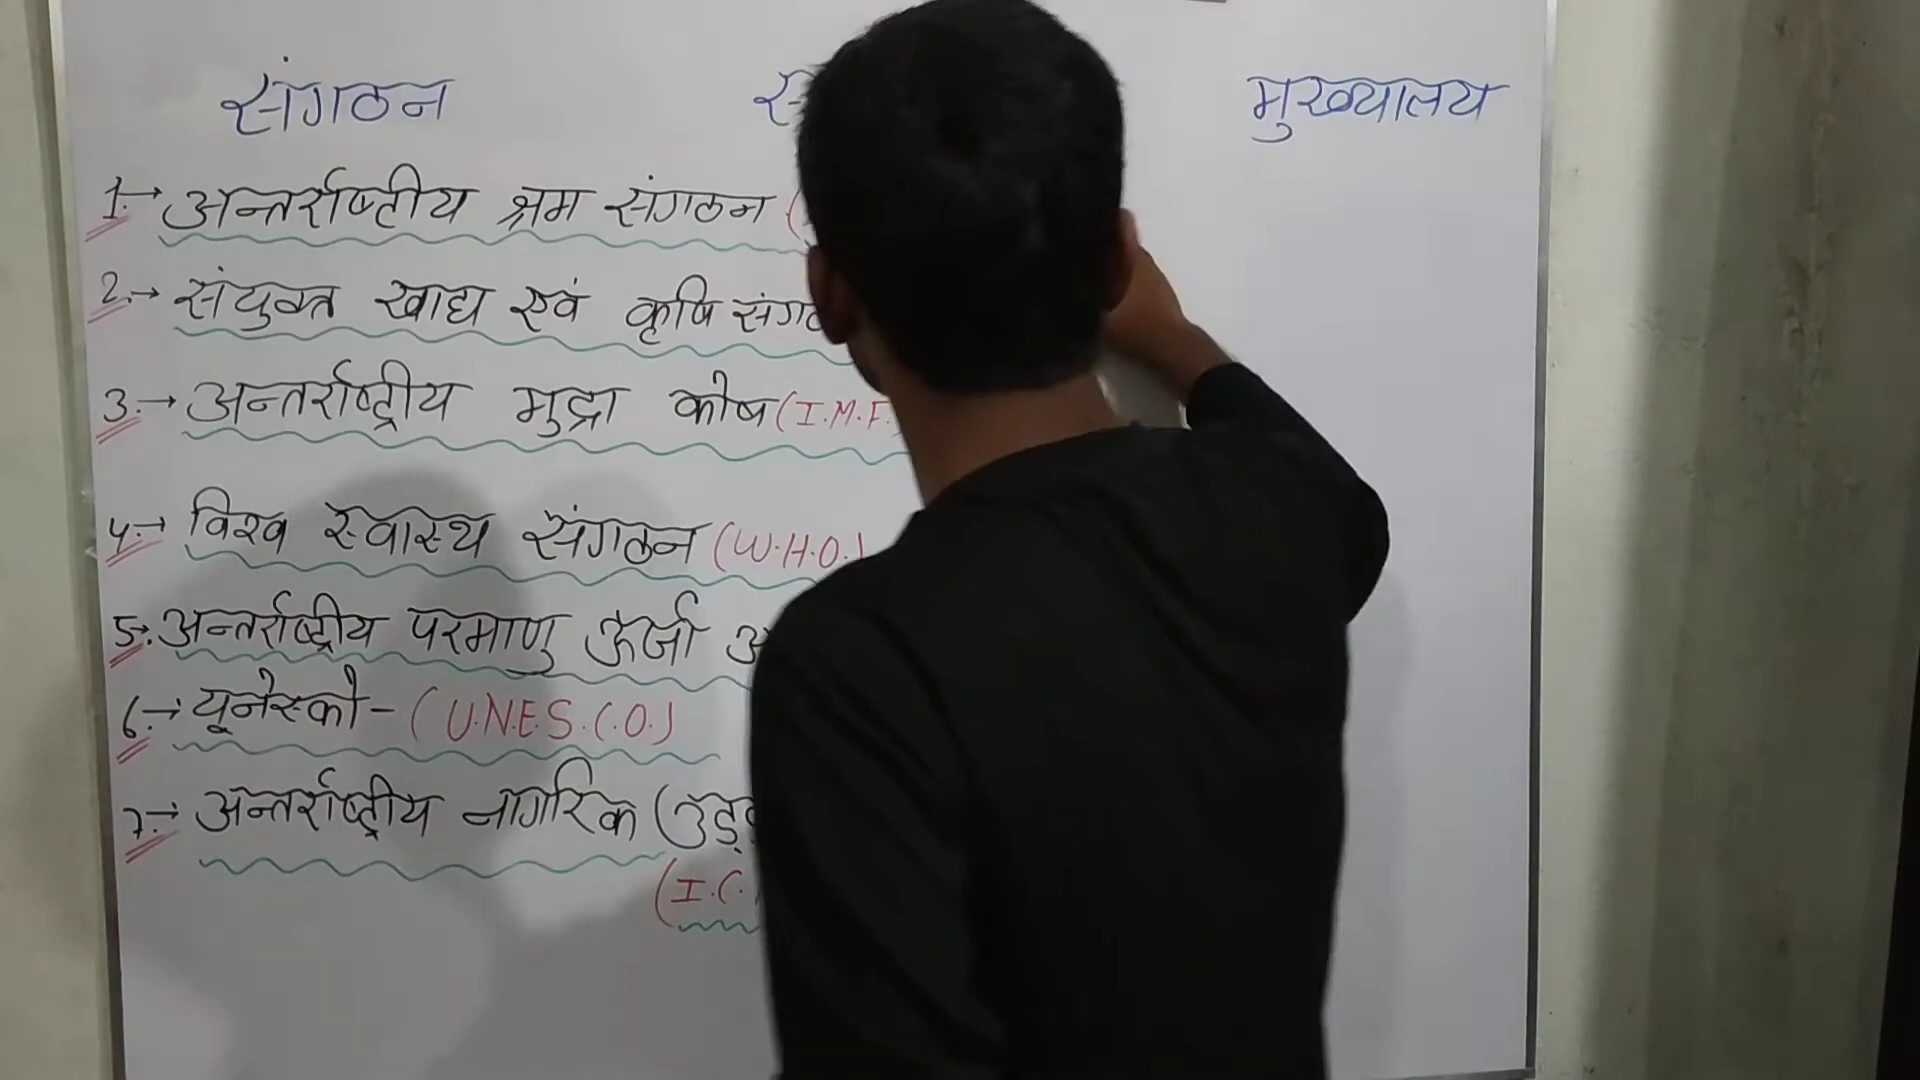 संगठन मुख्यालय
1.→ अन्तर्राष्टीय श्रम संगठन (
2.→ संयुक्त खाद्य एवं कृषि
3.→ अन्तर्राष्ट्रीय मुद्रा कोष (I.M.F.
4.→ विश्व स्वास्थ संगठन (W.H.O.)
5.→ अन्तर्राष्ट्रीय परमाणु ऊर्जा
6.→ यूनेस्को - (U.N.E.S.C.O.)
7.→ अन्तर्राष्ट्रीय नागरिक (
(I.C.